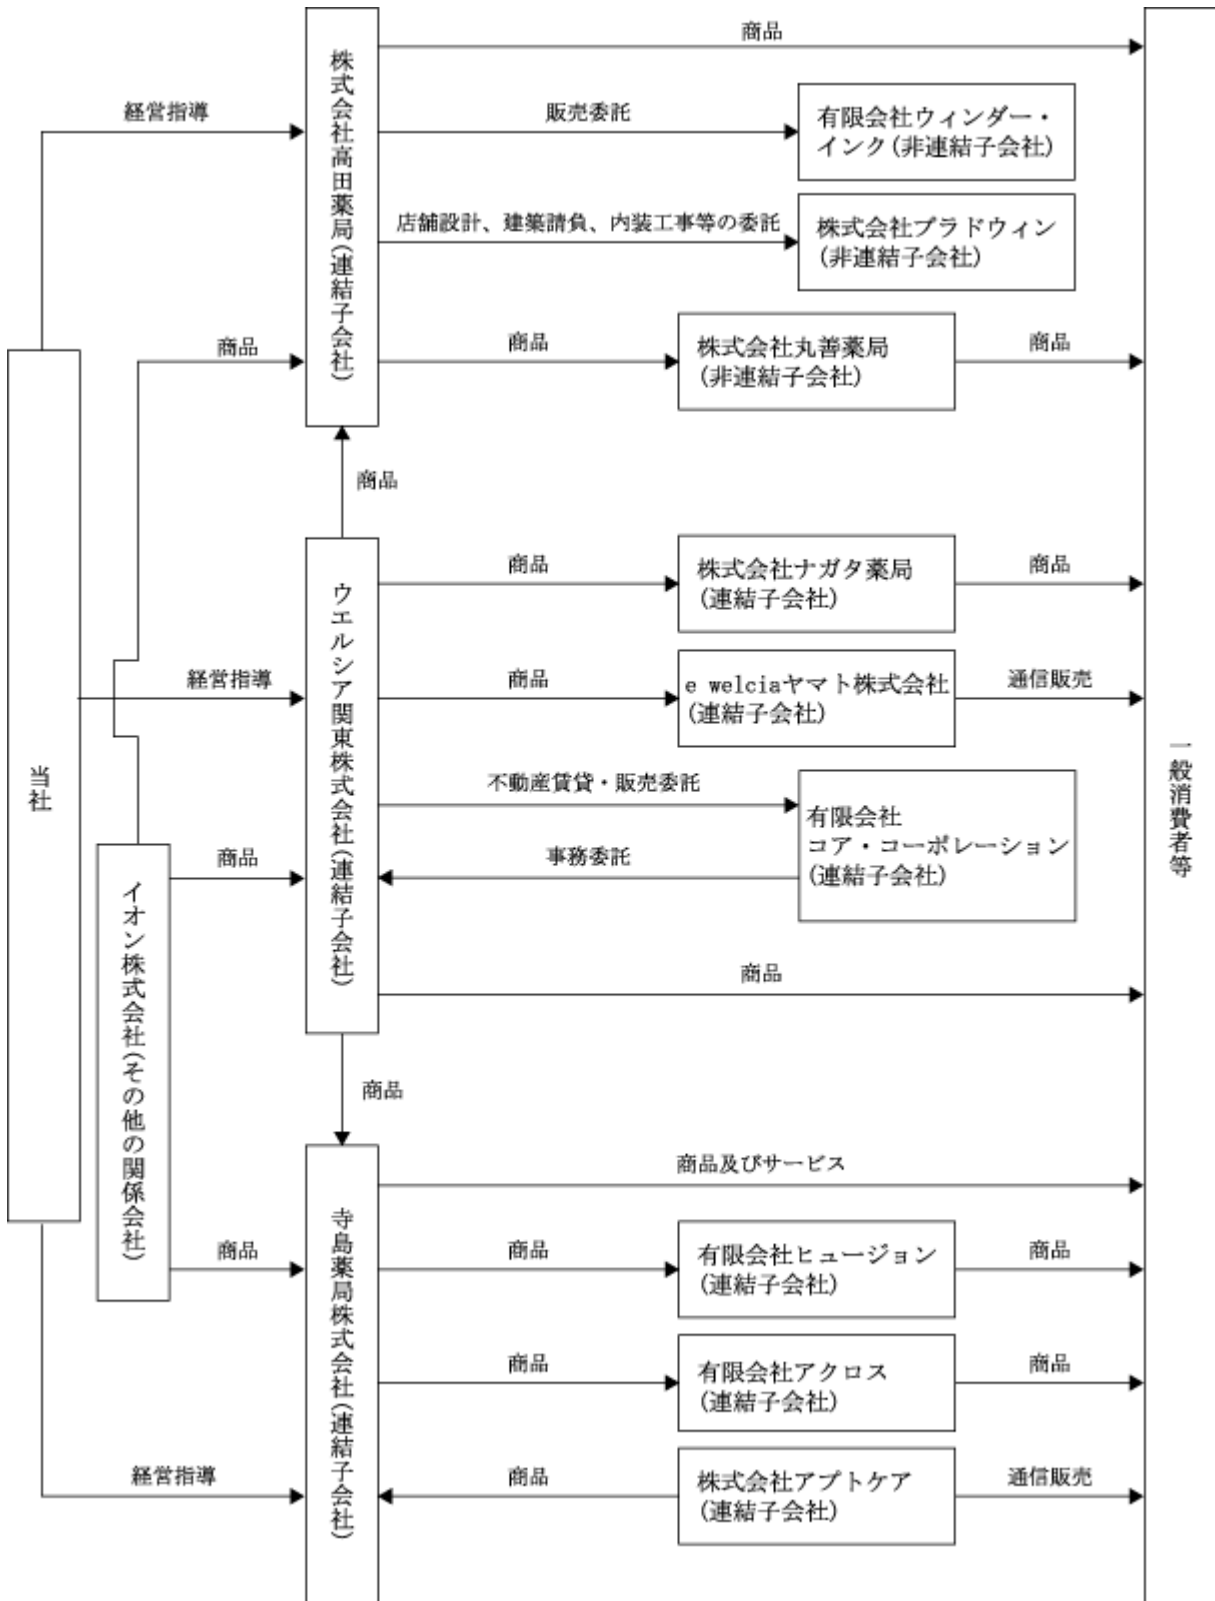 商品
株式会社高田薬局(連結子会社)
経営指導
販売委託
有限会社ウィンダー・
インク(非連結子会社)
店舗設計、建築請負、内装工事等の委託
株式会社プラドウィン
(非連結子会社)
商品
商品
株式会社丸善薬局
(非連結子会社)
商品
商品
ウエルシア関東株式会社(連結子会社)
商品
株式会社ナガタ薬局
(連結子会社)
商品
経営指導
商品
e welciaヤマト株式会社
(連結子会社)
通信販売
当社
一般消費者等
不動産賃貸・販売委託
有限会社
コア・コーポレーション
(連結子会社)
商品
事務委託
イオン株式会社(その他の関係会社)
商品
商品
寺島薬局株式会社(連結子会社)
商品及びサービス
商品
商品
有限会社ヒュージョン
(連結子会社)
商品
商品
有限会社アクロス
(連結子会社)
商品
経営指導
商品
株式会社アプトケア
(連結子会社)
通信販売